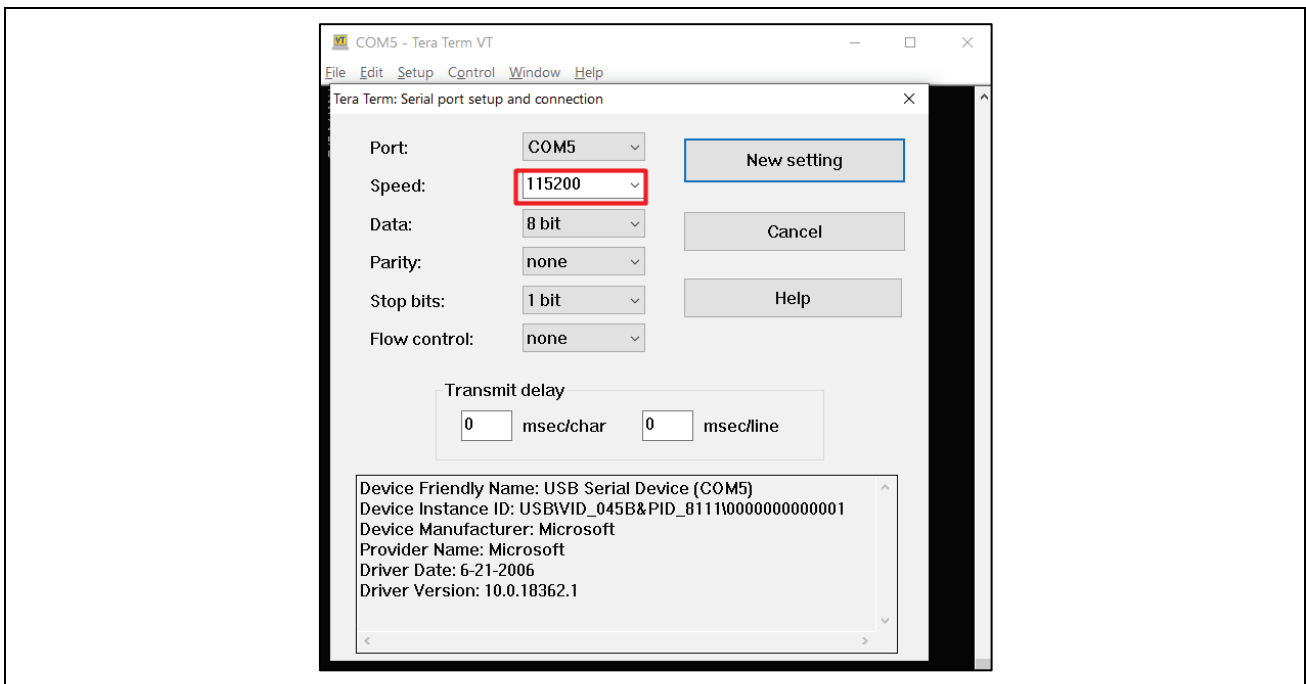 COM5 - Tera Term VT
File Edit Setup Control Window Help
Tera Term: Serial port setup and connection
Port: COM5
New setting
Speed: 115200
Data: 8 bit
Cancel
Parity: none
Stop bits: 1 bit
Help
Flow control: none
Transmit delay
0 msec/char 0 msec/line
Device Friendly Name: USB Serial Device (COM5)
Device Instance ID: USB\VID_045B&PID_8111\0000000000001
Device Manufacturer: Microsoft
Provider Name: Microsoft
Driver Date: 6-21-2006
Driver Version: 10.0.18362.1